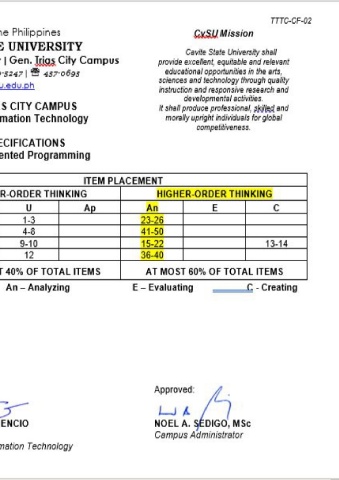 TTTC-CF-02
he Philippines
E UNIVERSITY
| Gen. Trias City Campus
-3247 | ☎ 437-0693
u.edu.ph
S CITY CAMPUS
rmation Technology
ECIFICATIONS
ented Programming
CvSU Mission
Cavite State University shall
provide excellent, equitable and relevant
educational opportunities in the arts,
sciences and technology through quality
instruction and responsive research and
developmental activities.
It shall produce professional, skilled and
morally upright individuals for global
competitiveness.
ITEM PLACEMENT
R-ORDER THINKING HIGHER-ORDER THINKING
U Ap An E C
1-3 23-26
4-8 41-50
9-10 15-22 13-14
12 36-40
T 40% OF TOTAL ITEMS AT MOST 60% OF TOTAL ITEMS
An – Analyzing E – Evaluating C - Creating
Approved:
ENCIO NOEL A. SEDIGO, MSc
Campus Administrator
mation Technology